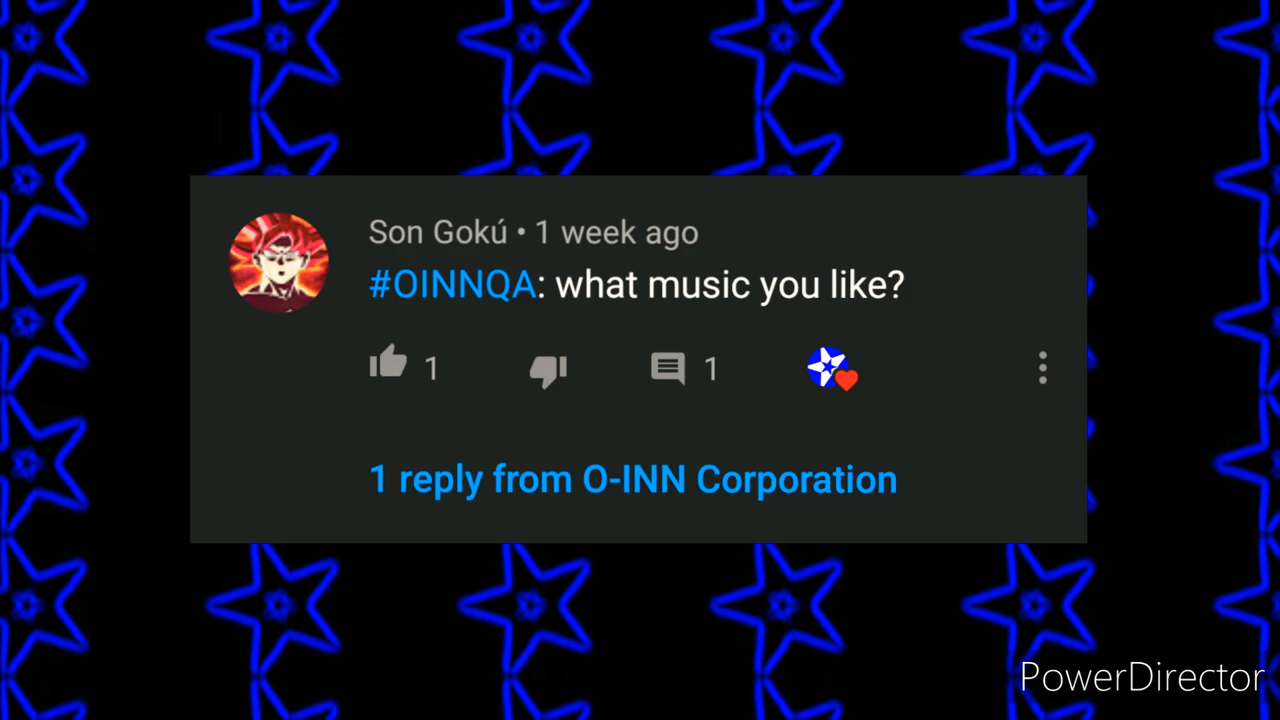 Son Gokú • 1 week ago
#OINNQA: what music you like?
1 1
1 reply from O-INN Corporation
PowerDirector